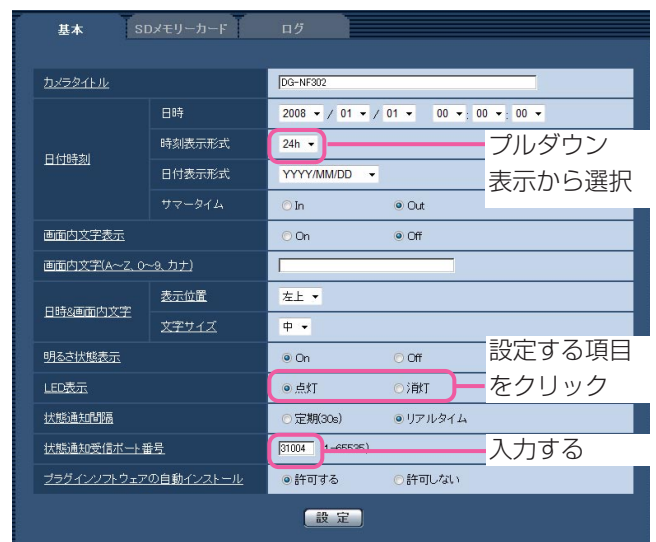 基本 SDメモリーカード ログ
カメラタイトル DG-NF302
日付時刻
日時 2008 / 01 / 01 00 : 00 : 00
時刻表示形式 24h
プルダウン
表示から選択
日付表示形式 YYYY/MM/DD
サマータイム In Out
画面内文字表示 On Off
画面内文字(A~Z、0~9、カナ)
日時&画面内文字
表示位置 左上
文字サイズ 中
明るさ状態表示 On Off
設定する項目
をクリック
LED表示 点灯 消灯
状態通知間隔 定期(30s) リアルタイム
状態通知受信ポート番号 31004 (1-65535)
入力する
プラグインソフトウェアの自動インストール 許可する 許可しない
設定